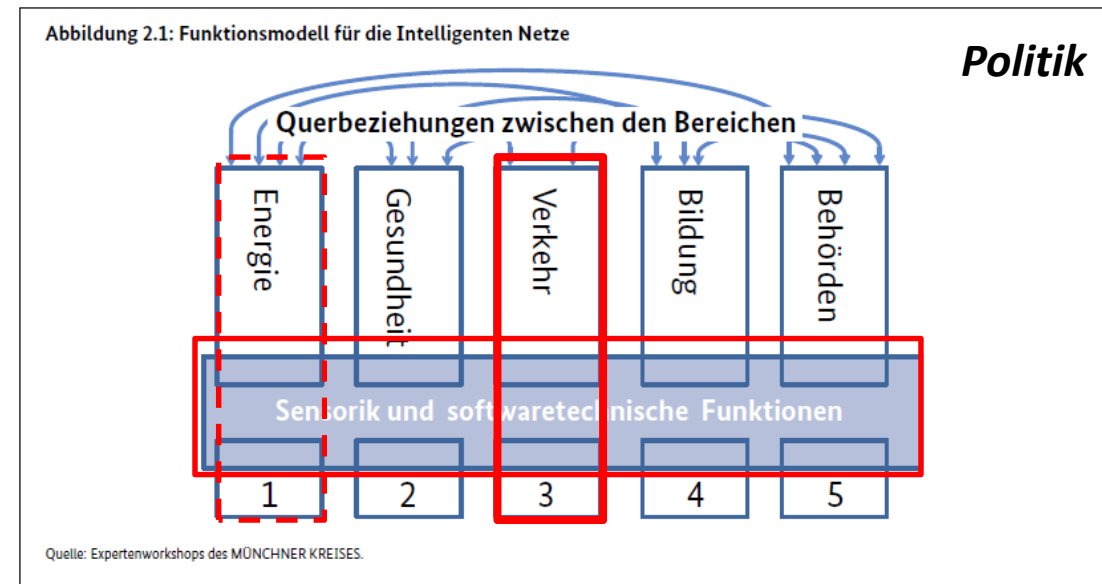 Abbildung 2.1: Funktionsmodell für die Intelligenten Netze
Politik
Querbeziehungen zwischen den Bereichen
Energie
Gesundheit
Verkehr
Bildung
Behörden
Sensorik und softwaretechnische Funktionen
1 2 3 4 5
Quelle: Expertenworkshops des MÜNCHNER KREISES.